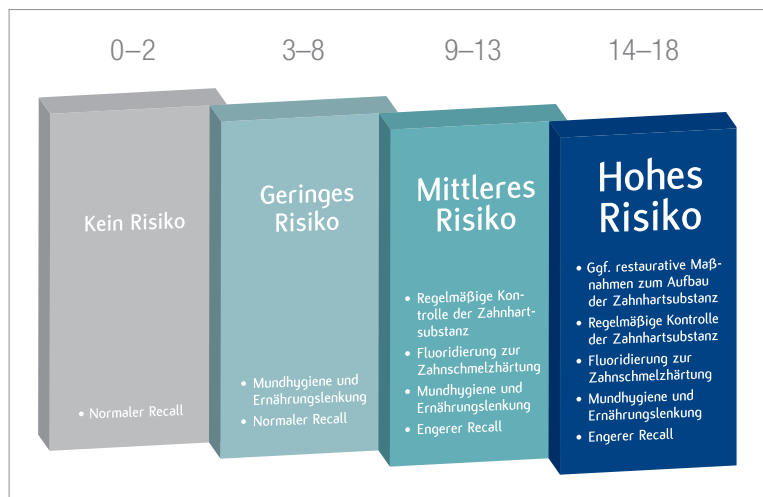 0–2
3–8
9–13
14–18
Kein Risiko
• Normaler Recall
Geringes
Risiko
• Mundhygiene und
Ernährungslenkung
• Normaler Recall
Mittleres
Risiko
• Regelmäßige Kon-
trolle der Zahnhart-
substanz
• Fluoridierung zur
Zahnschmelzhärtung
• Mundhygiene und
Ernährungslenkung
• Engerer Recall
Hohes
Risiko
• Ggf. restaurative Maß-
nahmen zum Aufbau
der Zahnhartsubstanz
• Regelmäßige Kontrolle
der Zahnhartsubstanz
• Fluoridierung zur
Zahnschmelzhärtung
• Mundhygiene und
Ernährungslenkung
• Engerer Recall